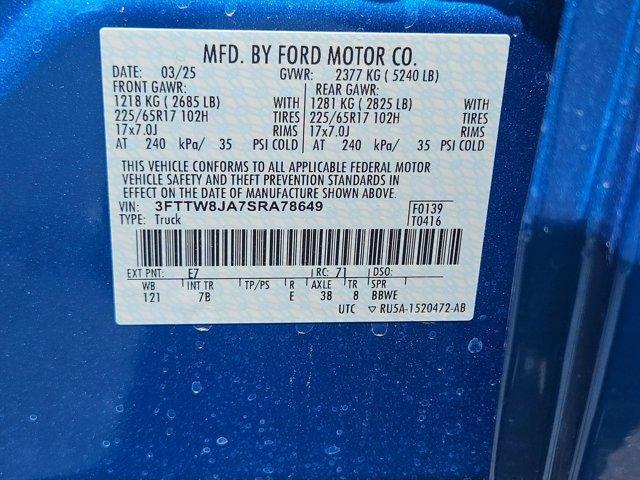 MFD. BY FORD MOTOR CO.
DATE: 03/25 GVWR: 2377 KG ( 5240 LB)
FRONT GAWR: REAR GAWR:
1218 KG ( 2685 LB) WITH 1281 KG ( 2825 LB) WITH
225/65R17 102H TIRES 225/65R17 102H TIRES
17x7.0J RIMS 17x7.0J RIMS
AT 240 kPa/ 35 PSI COLD AT 240 kPa/ 35 PSI COLD
THIS VEHICLE CONFORMS TO ALL APPLICABLE FEDERAL MOTOR
VEHICLE SAFETY AND THEFT PREVENTION STANDARDS IN
EFFECT ON THE DATE OF MANUFACTURE SHOWN ABOVE.
VIN: 3FTTW8JA7SRA78649 F0139
TYPE: Truck T0416
EXT PNT: E7 RC: 71 DSO:
WB INT TR TP/PS R AXLE TR SPR
121 7B E 38 8 BBWE
UTC ▽ RU5A-1520472-AB